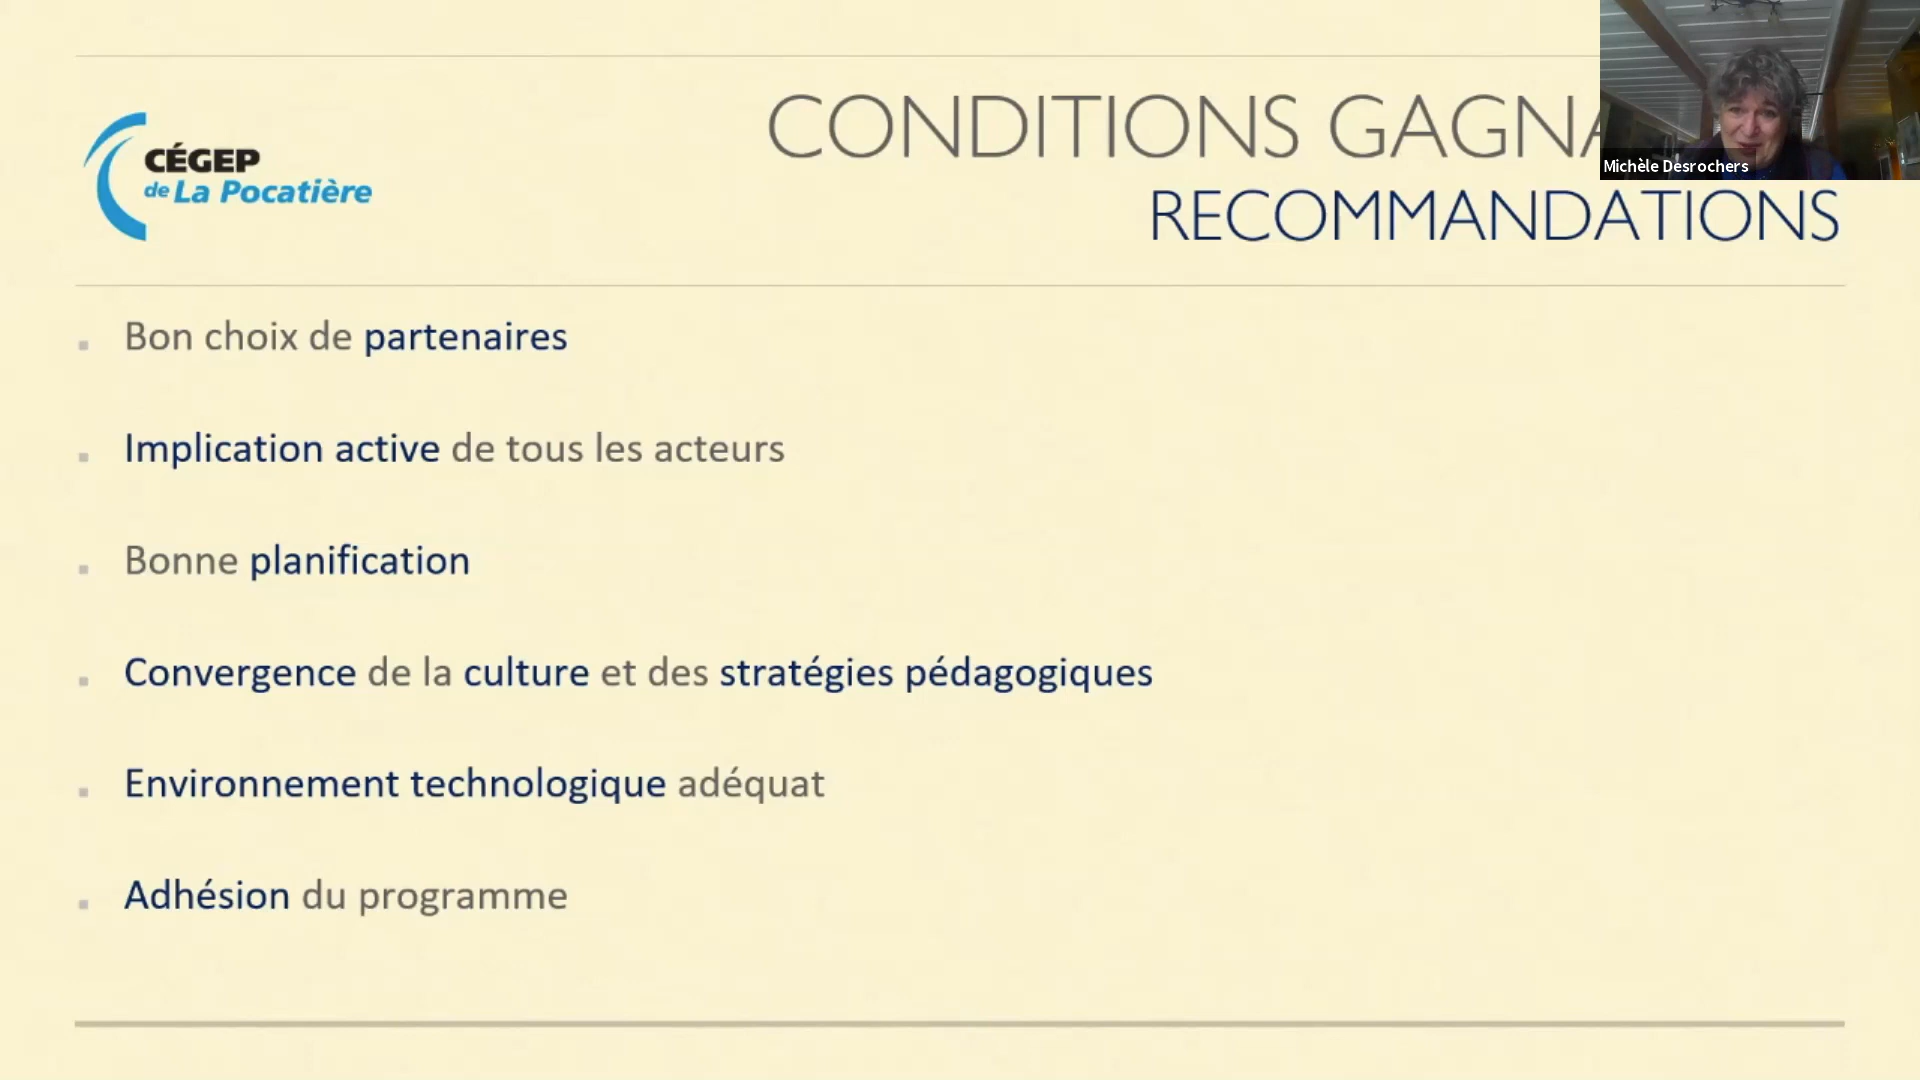 CONDITIONS
Michèle Desrochers
CÉGEP
de La Pocatière
RECOMMANDATIONS
Bon choix de partenaires
Implication active de tous les acteurs
Bonne planification
Convergence de la culture et des stratégies pédagogiques
Environnement technologique adéquat
Adhésion du programme